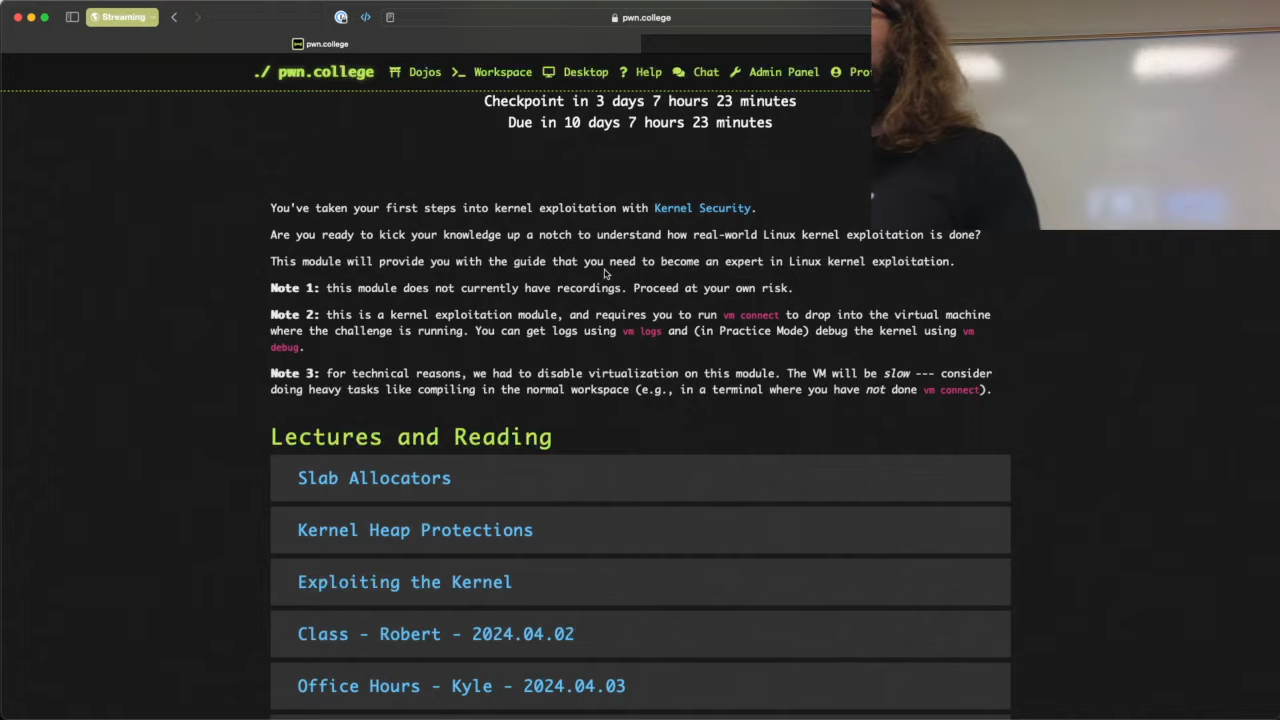 Streaming
pwn.college
pwn.college
./ pwn.college Dojos Workspace Desktop ? Help Chat Admin Panel
Checkpoint in 3 days 7 hours 23 minutes
Due in 10 days 7 hours 23 minutes
You've taken your first steps into kernel exploitation with Kernel Security.
Are you ready to kick your knowledge up a notch to understand how real-world Linux kernel exploitation is done?
This module will provide you with the guide that you need to become an expert in Linux kernel exploitation.
Note 1: this module does not currently have recordings. Proceed at your own risk.
Note 2: this is a kernel exploitation module, and requires you to run vm connect to drop into the virtual machine
where the challenge is running. You can get logs using vm logs and (in Practice Mode) debug the kernel using vm
debug.
Note 3: for technical reasons, we had to disable virtualization on this module. The VM will be slow --- consider
doing heavy tasks like compiling in the normal workspace (e.g., in a terminal where you have not done vm connect).
Lectures and Reading
Slab Allocators
Kernel Heap Protections
Exploiting the Kernel
Class - Robert - 2024.04.02
Office Hours - Kyle - 2024.04.03